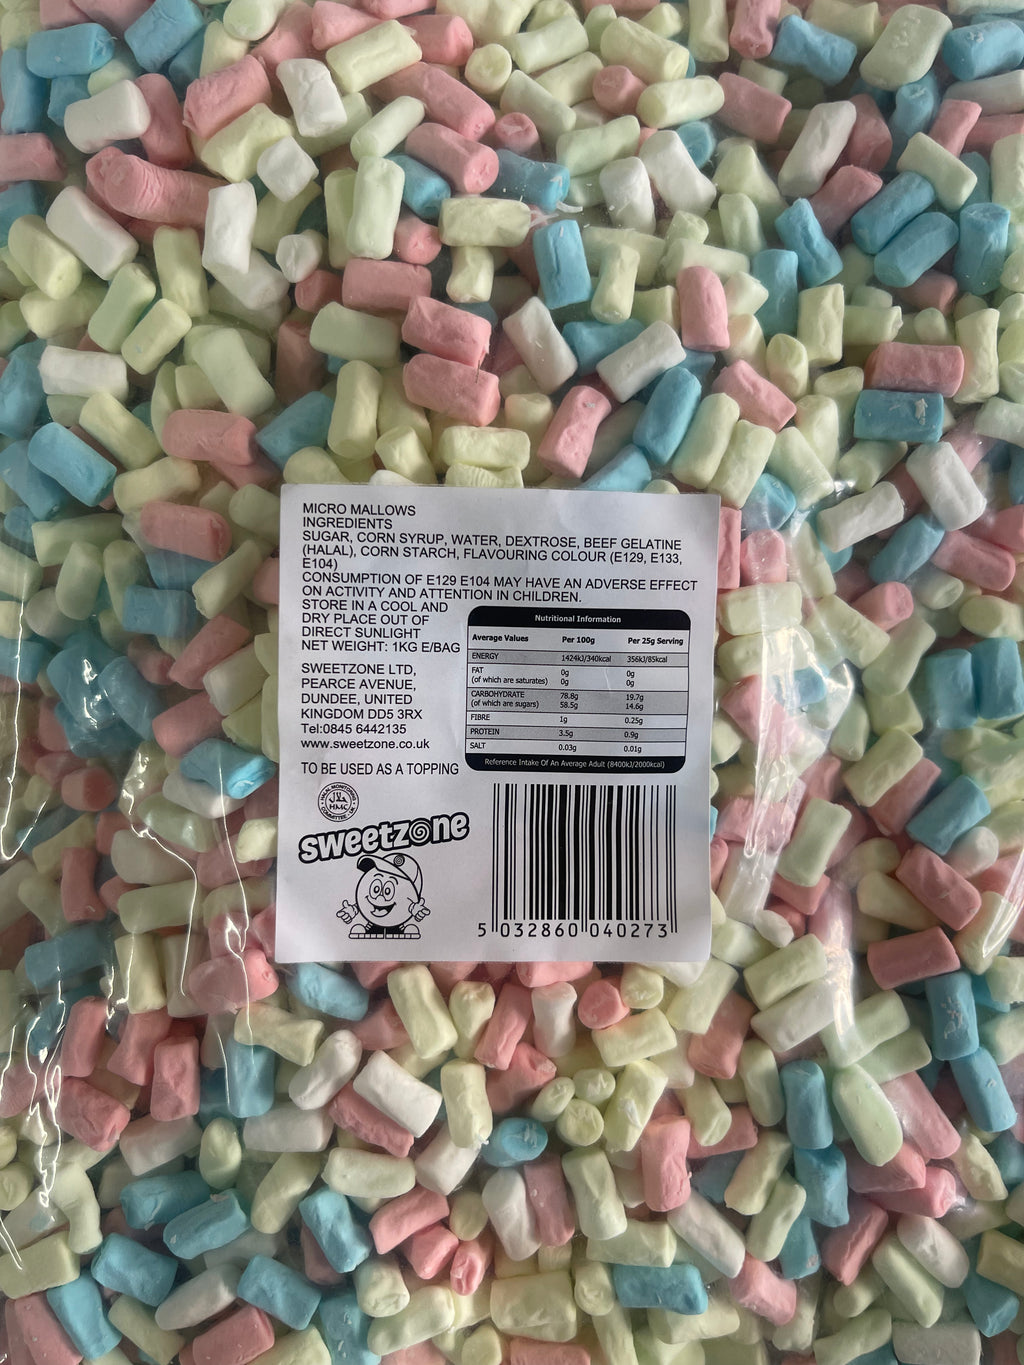 MICRO MALLOWS
INGREDIENTS
SUGAR, CORN SYRUP, WATER, DEXTROSE, BEEF GELATINE
(HALAL), CORN STARCH, FLAVOURING COLOUR (E129, E133,
E104)
CONSUMPTION OF E129 E104 MAY HAVE AN ADVERSE EFFECT
ON ACTIVITY AND ATTENTION IN CHILDREN.
STORE IN A COOL AND
DRY PLACE OUT OF
DIRECT SUNLIGHT
NET WEIGHT: 1KG E/BAG
SWEETZONE LTD,
PEARCE AVENUE,
DUNDEE, UNITED
KINGDOM DD5 3RX
Tel:0845 6442135
www.sweetzone.co.uk
TO BE USED AS A TOPPING
Nutritional Information
Average Values Per 100g Per 25g Serving
ENERGY 1424kJ/340kcal 356kJ/85kcal
FAT 0g 0g
(of which are saturates) 0g 0g
CARBOHYDRATE 78.8g 19.7g
(of which are sugars) 58.5g 14.6g
FIBRE 1g 0.25g
PROTEIN 3.5g 0.9g
SALT 0.03g 0.01g
Reference Intake Of An Average Adult (8400kJ/2000kcal)
HALAL MONITORING
HMC
COMMITTEE - UK
sweetzone
5 032860 040273